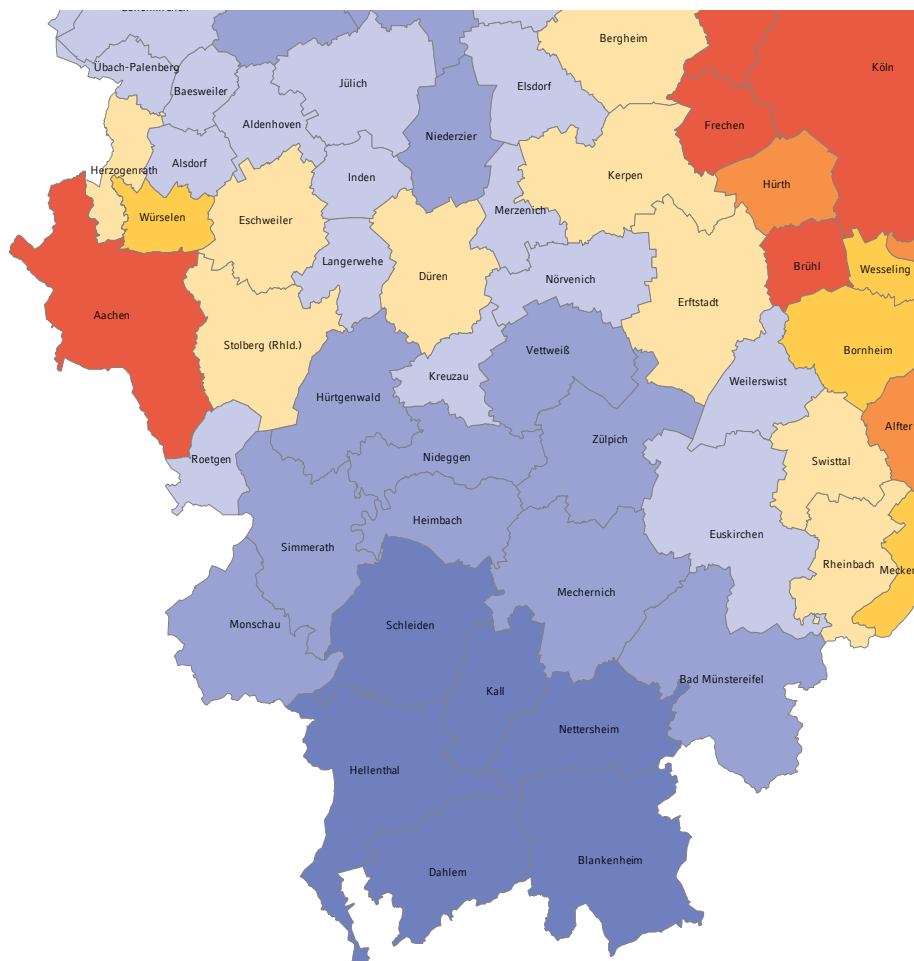 Bergheim
Übach-Palenberg
Köln
Jülich
Elsdorf
Baesweiler
Aldenhoven
Frechen
Niederzier
Alsdorf
Herzogenrath
Inden
Kerpen
Hürth
Merzenich
Würselen
Eschweiler
Langerwehe
Brühl
Wesseling
Düren
Nörvenich
Erftstadt
Aachen
Stolberg (Rhld.)
Vettweiß
Bornheim
Kreuzau
Weilerswist
Hürtgenwald
Alfter
Zülpich
Roetgen
Nideggen
Swisttal
Heimbach
Euskirchen
Simmerath
Rheinbach
Mecken
Mechernich
Monschau
Schleiden
Bad Münstereifel
Kall
Nettersheim
Hellenthal
Blankenheim
Dahlem